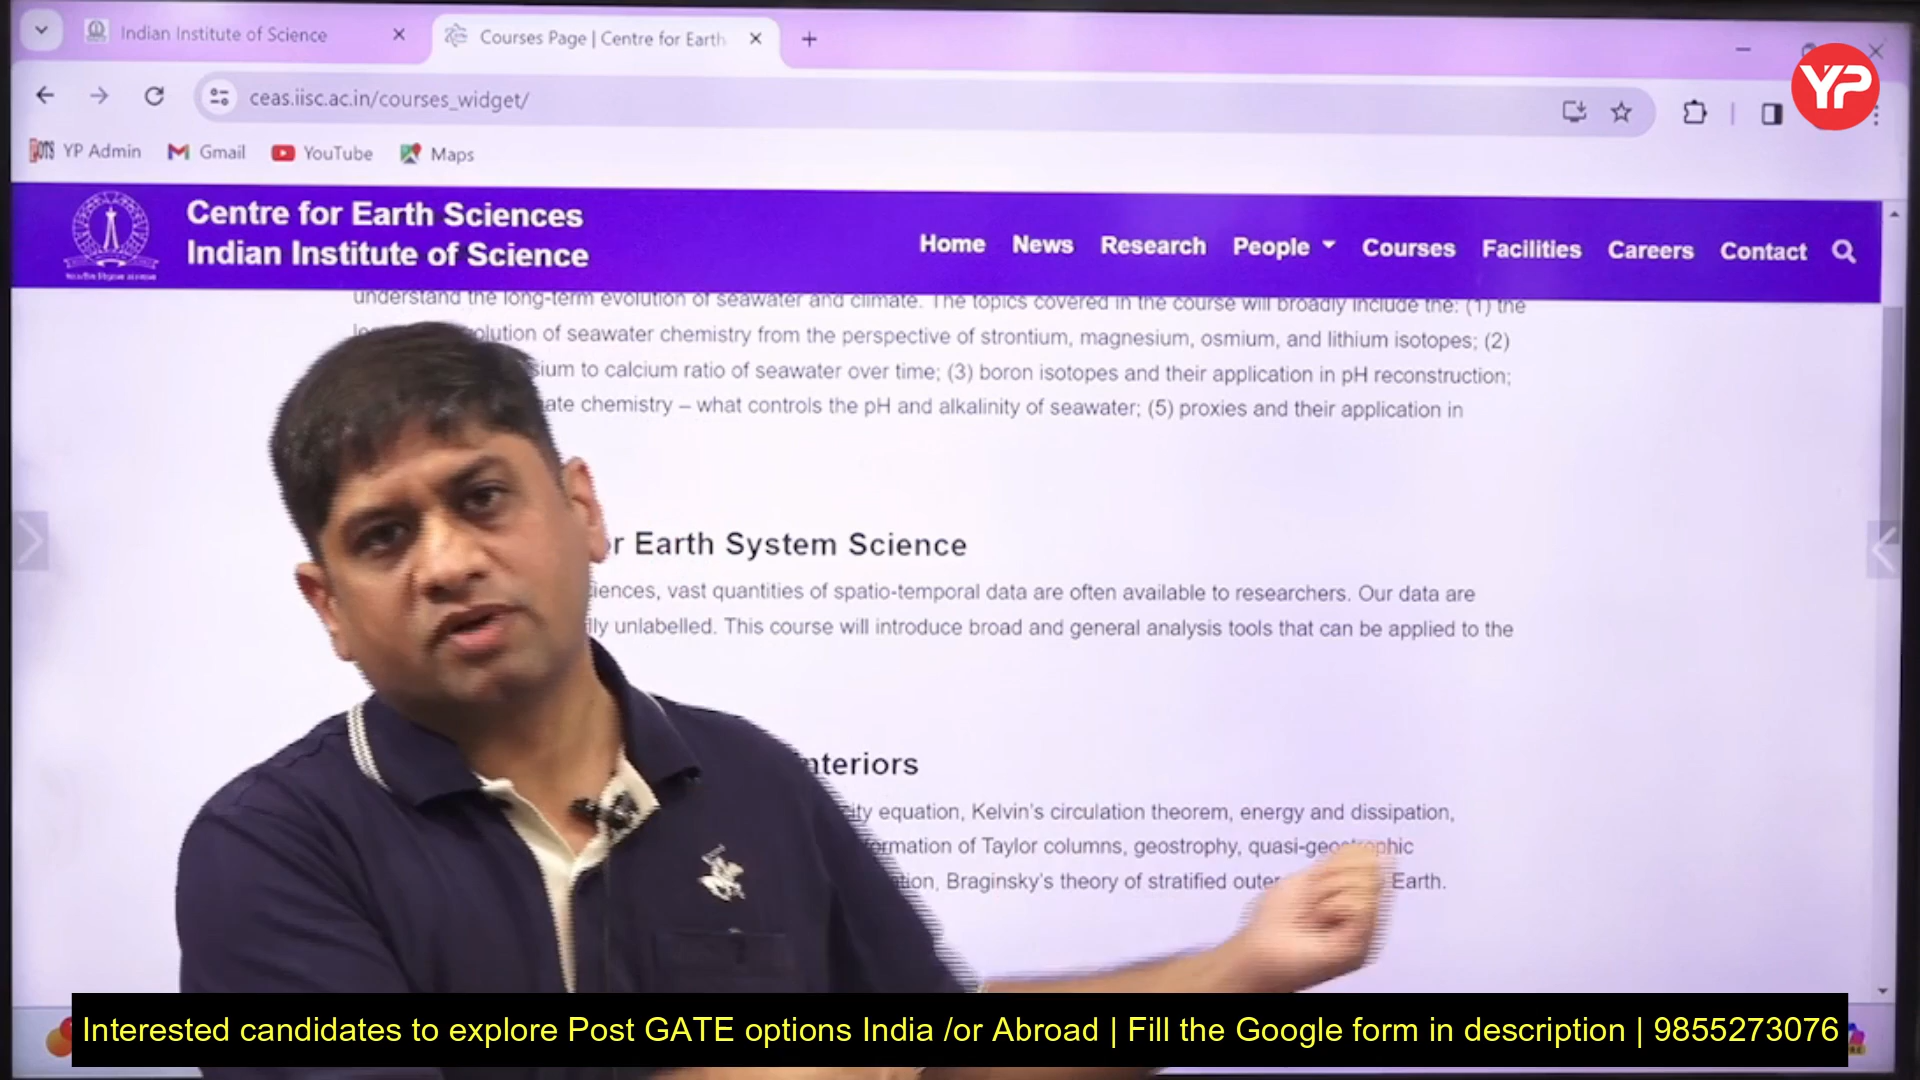 Indian Institute of Science
Courses Page | Centre for Earth
YP
ceas.iisc.ac.in/courses_widget/
YP Admin Gmail YouTube Maps
Centre for Earth Sciences
Indian Institute of Science
Home News Research People Courses Facilities Careers Contact
understand the long-term evolution of seawater and climate. The topics covered in the course will broadly include the: (1) the
olution of seawater chemistry from the perspective of strontium, magnesium, osmium, and lithium isotopes; (2)
sium to calcium ratio of seawater over time; (3) boron isotopes and their application in pH reconstruction;
ate chemistry – what controls the pH and alkalinity of seawater; (5) proxies and their application in
r Earth System Science
iences, vast quantities of spatio-temporal data are often available to researchers. Our data are
lly unlabelled. This course will introduce broad and general analysis tools that can be applied to the
nteriors
ity equation, Kelvin's circulation theorem, energy and dissipation,
ormation of Taylor columns, geostrophy, quasi-geostrophic
tion, Braginsky's theory of stratified outer Earth.
Interested candidates to explore Post GATE options India /or Abroad | Fill the Google form in description | 9855273076